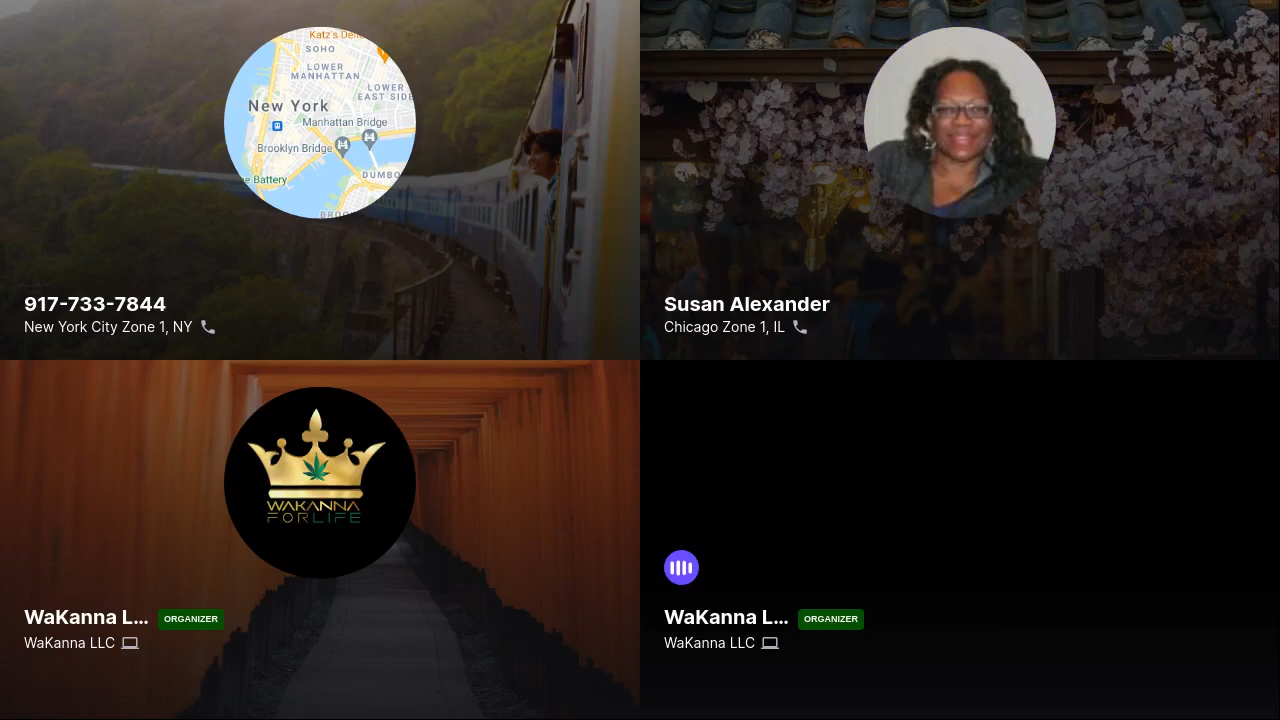 Katz's Deli
SOHO
LOWER
MANHATTAN
LOWER
EAST SIDE
New York
Manhattan Bridge
Brooklyn Bridge
DUMBO
Battery
917-733-7844
New York City Zone 1, NY
Susan Alexander
Chicago Zone 1, IL
WAKANNA
FORLIFE
WaKanna L... ORGANIZER
WaKanna LLC
WaKanna L... ORGANIZER
WaKanna LLC